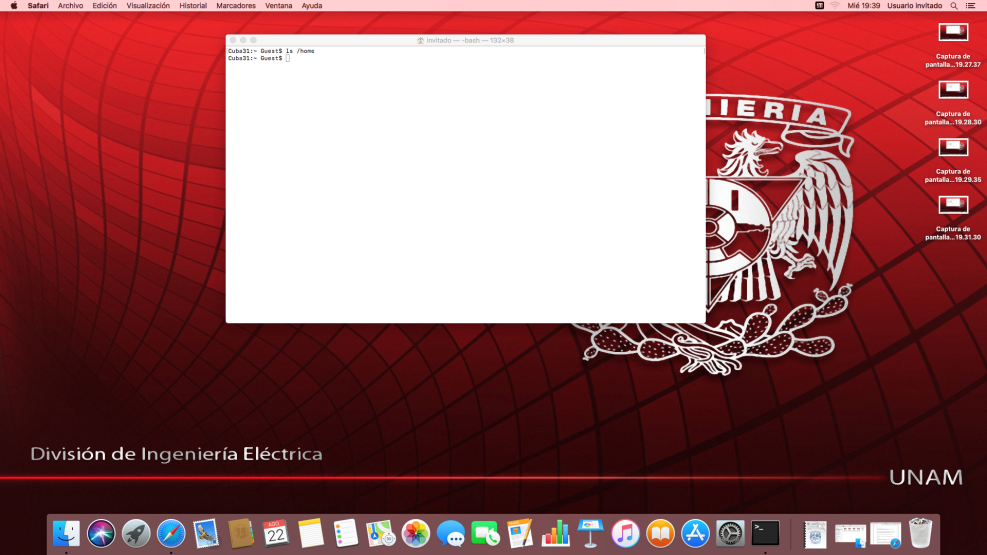 Safari Archivo Edición Visualización Historial Marcadores Ventana Ayuda Mié 19:39 Usuario invitado
Invitado — -bash — 132×38
Cuba31:~ Guest$ ls /home
Cuba31:~ Guest$
Captura de
pantalla...19.27.37
Captura de
pantalla...19.28.30
Captura de
pantalla...19.29.35
Captura de
pantalla...19.31.30
NIERIA
División de Ingeniería Eléctrica
UNAM
AGO
22